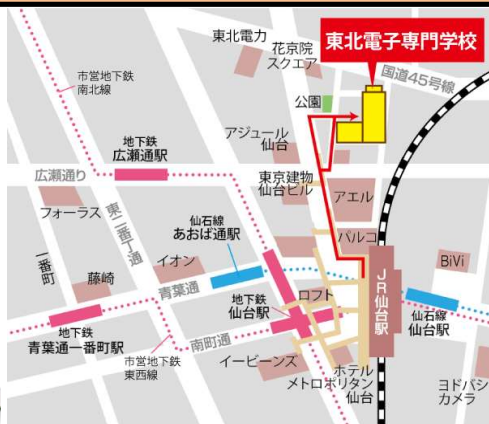 東北電子専門学校
東北電力
花京院
スクエア
国道45号線
市営地下鉄
南北線
公園
アジュール
仙台
地下鉄
広瀬通駅
広瀬通り
東京建物
仙台ビル
アエル
フォーラス
東二番丁通
パルコ
仙石線
あおば通駅
一番町
イオン
BiVi
藤崎
青葉通
JR仙台駅
ロフト
地下鉄
仙台駅
仙石線
仙台駅
地下鉄
青葉通一番町駅
南町通
市営地下鉄
東西線
イービーンズ
ホテル
メトロポリタン
仙台
ヨドバシ
カメラ